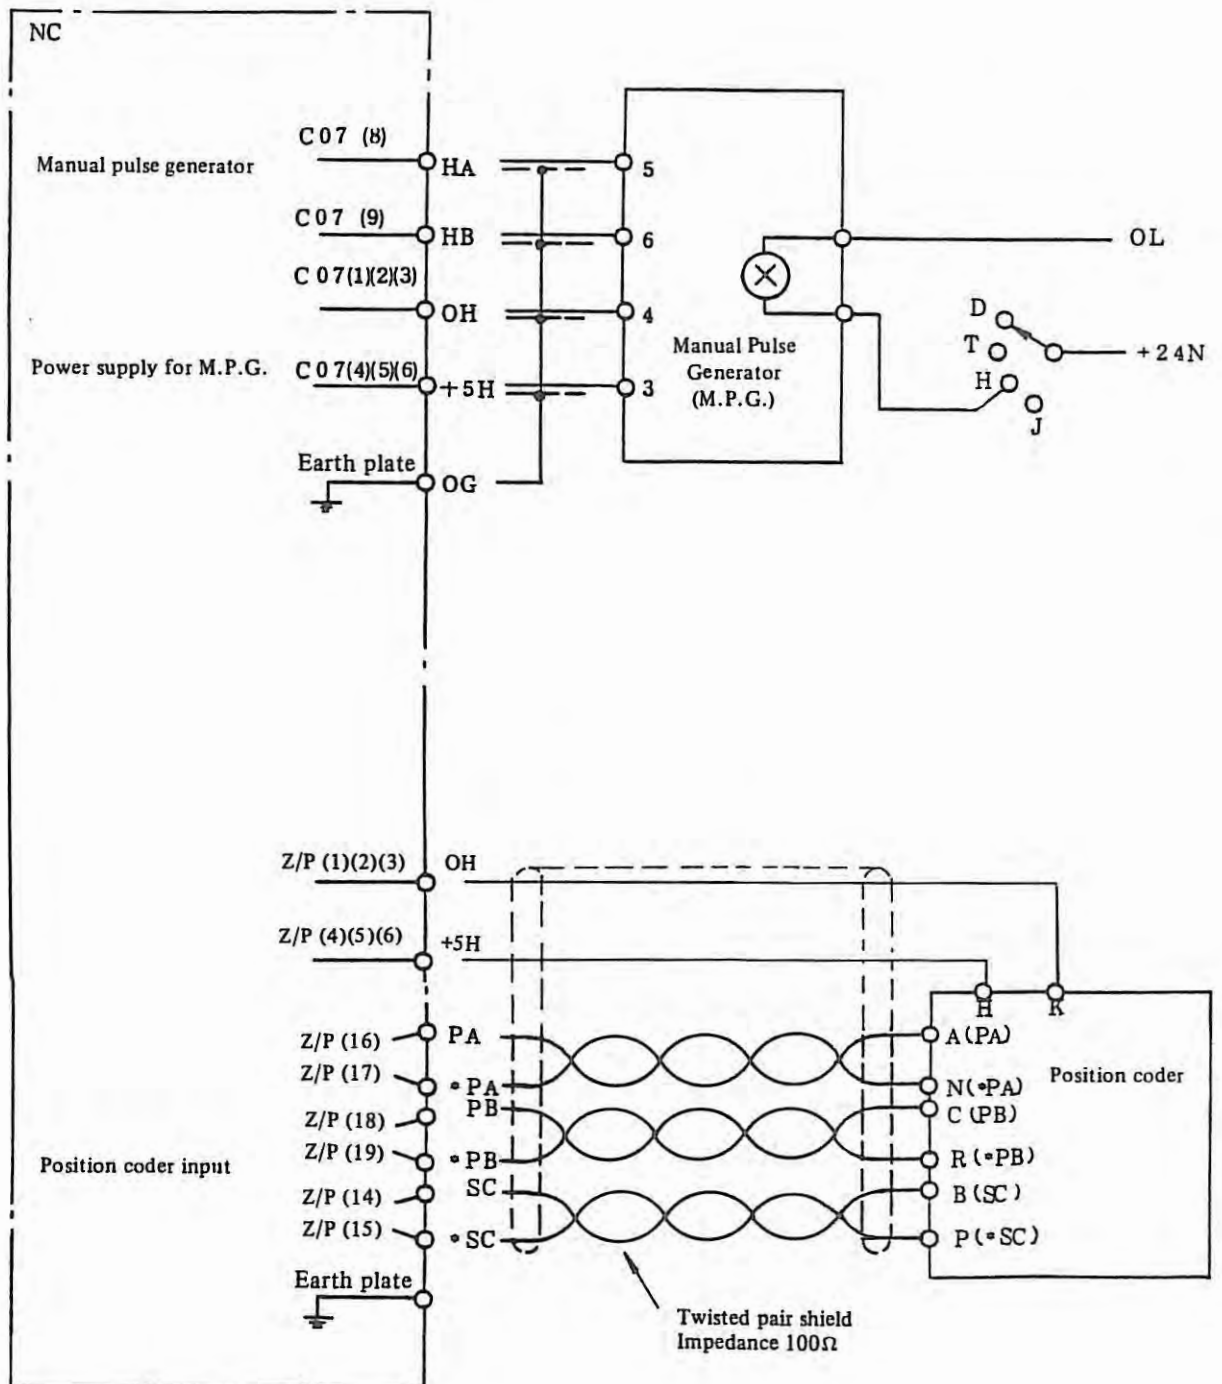 NC
C07 (8)
Manual pulse generator
HA
5
C07 (9)
HB
6
OL
C07(1)(2)(3)
OH
4
D
Manual Pulse
Generator
(M.P.G.)
T
+24N
Power supply for M.P.G.
C07(4)(5)(6)
+5H
3
H
J
Earth plate
OG
Z/P (1)(2)(3)
OH
Z/P (4)(5)(6)
+5H
H
K
Z/P (16)
PA
A(PA)
Z/P (17)
*PA
N(*PA)
Position coder
Z/P (18)
PB
C(PB)
Z/P (19)
*PB
R(*PB)
Position coder input
Z/P (14)
SC
B(SC)
Z/P (15)
*SC
P(*SC)
Earth plate
Twisted pair shield
Impedance 100Ω